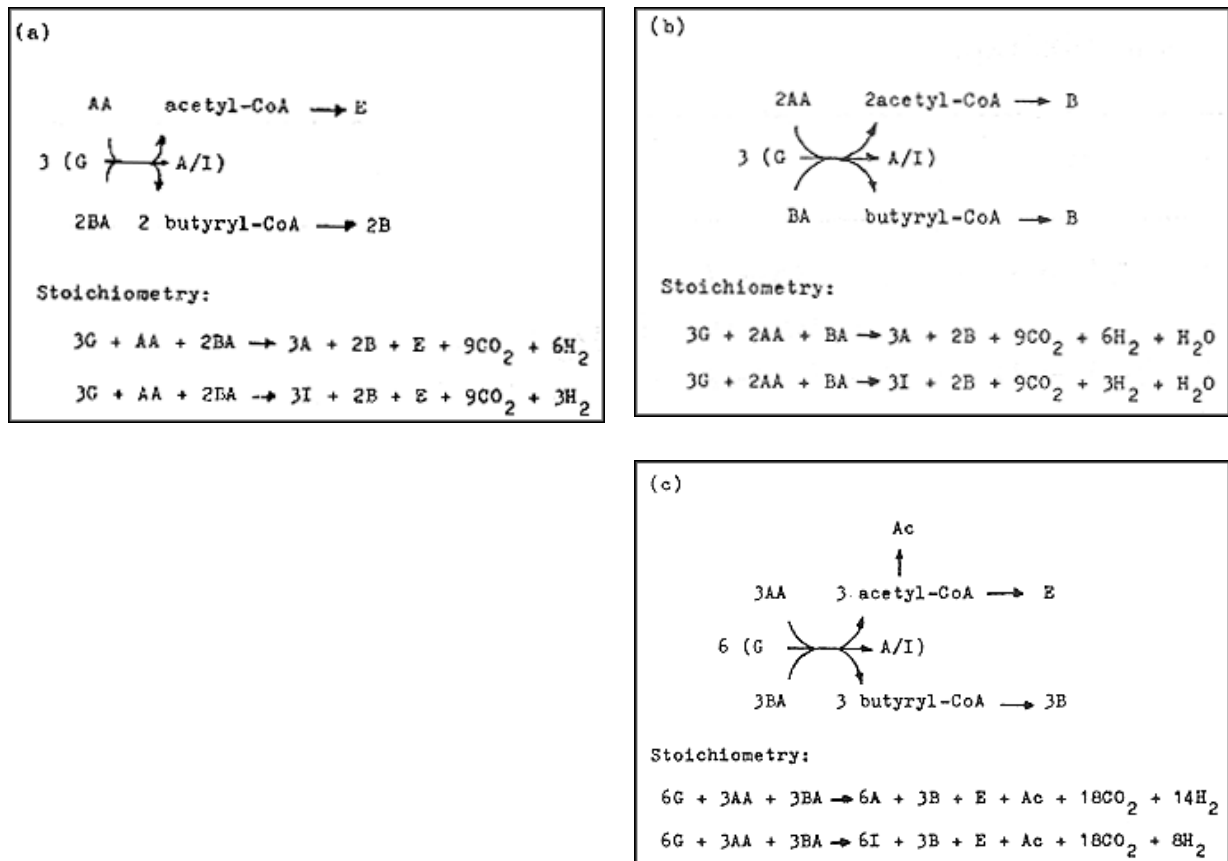 (a)
AA acetyl-CoA → E
3 (G → A/I)
2BA 2 butyryl-CoA → 2B
Stoichiometry:
3G + AA + 2BA → 3A + 2B + E + 9CO₂ + 6H₂
3G + AA + 2BA → 3I + 2B + E + 9CO₂ + 3H₂
(b)
2AA 2acetyl-CoA → B
3 (G → A/I)
BA butyryl-CoA → B
Stoichiometry:
3G + 2AA + BA → 3A + 2B + 9CO₂ + 6H₂ + H₂O
3G + 2AA + BA → 3I + 2B + 9CO₂ + 3H₂ + H₂O
(c)
Ac
3AA 3 acetyl-CoA → E
6 (G → A/I)
3BA 3 butyryl-CoA → 3B
Stoichiometry:
6G + 3AA + 3BA → 6A + 3B + E + Ac + 18CO₂ + 14H₂
6G + 3AA + 3BA → 6I + 3B + E + Ac + 18CO₂ + 8H₂